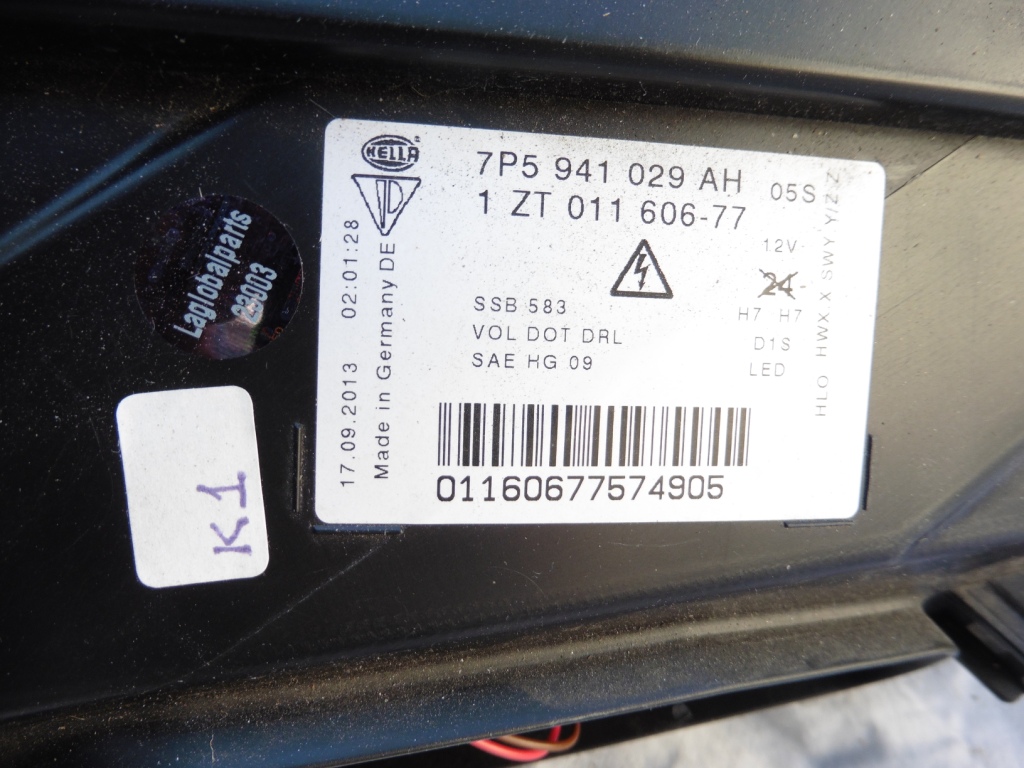 HELLA
7P5 941 029 AH 05S
1 ZT 011 606-77
12V
24
H7 H7
D1S
LED
SSB 583
VOL DOT DRL
SAE HG 09
01160677574905
17.09.2013 02:01:28
Made in Germany DE
HLO HWX.X SWY Y/Z Z
Laglobalparts
23003
K1